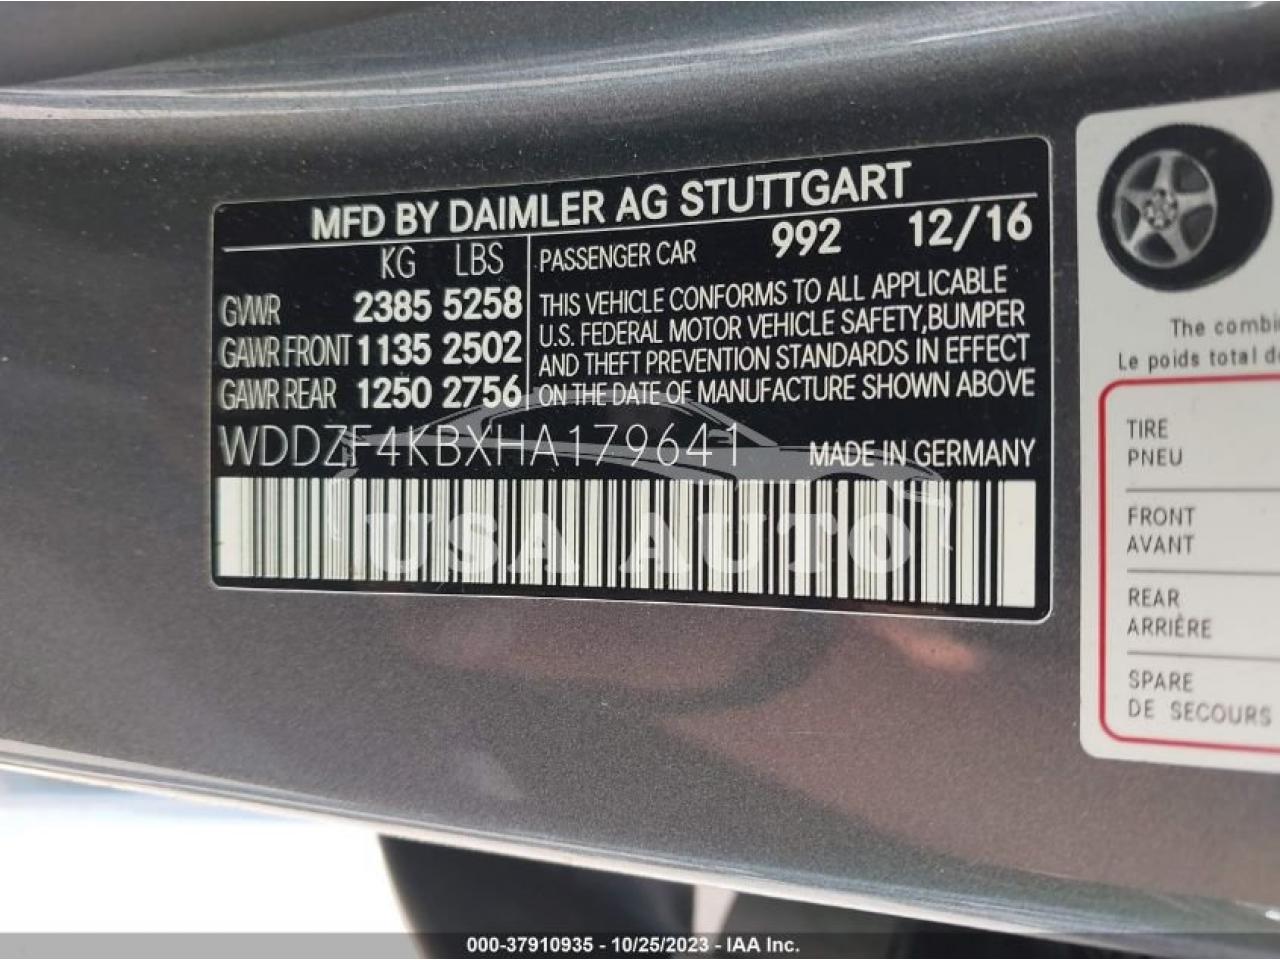 MFD BY DAIMLER AG STUTTGART
KG LBS
GVWR 2385 5258
GAWR FRONT 1135 2502
GAWR REAR 1250 2756
PASSENGER CAR 992 12/16
THIS VEHICLE CONFORMS TO ALL APPLICABLE
U.S. FEDERAL MOTOR VEHICLE SAFETY,BUMPER
AND THEFT PREVENTION STANDARDS IN EFFECT
ON THE DATE OF MANUFACTURE SHOWN ABOVE
WDDZF4KBXHA179641 MADE IN GERMANY
USA AUTO
The combi
Le poids total de
TIRE
PNEU
FRONT
AVANT
REAR
ARRIÈRE
SPARE
DE SECOURS
000-37910935 - 10/25/2023 - IAA Inc.